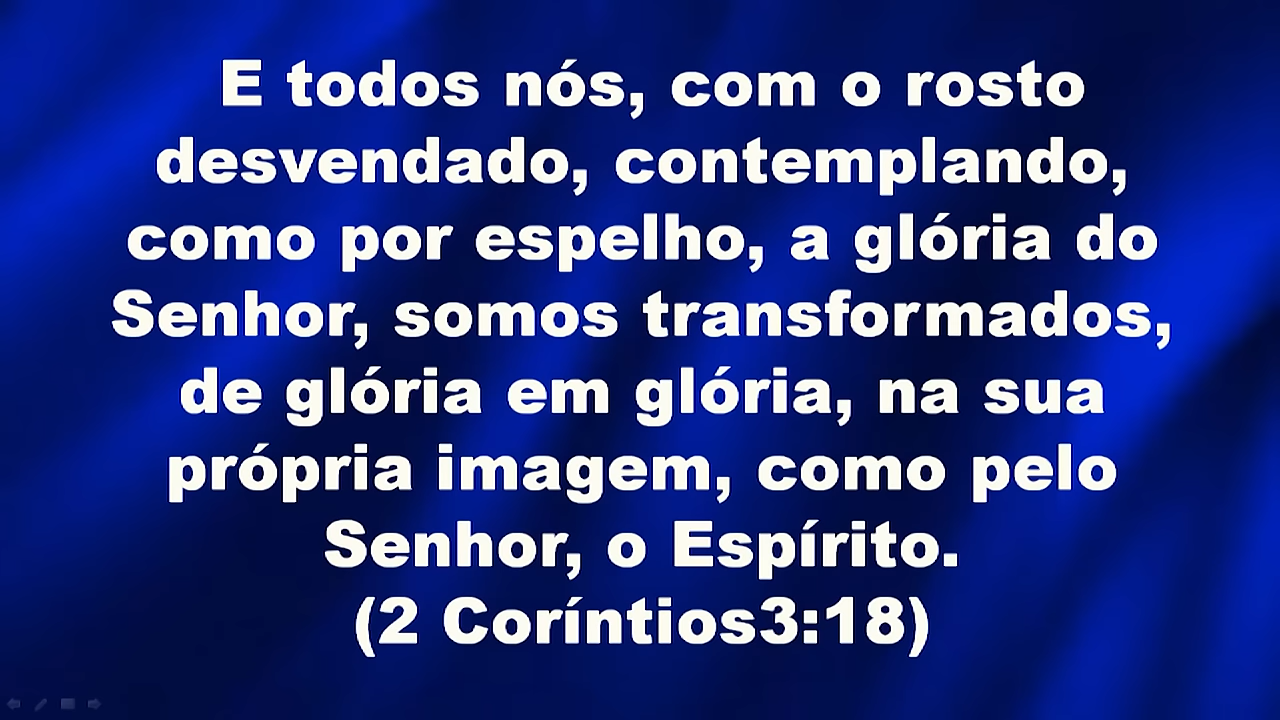 E todos nós, com o rosto
desvendado, contemplando,
como por espelho, a glória do
Senhor, somos transformados,
de glória em glória, na sua
própria imagem, como pelo
Senhor, o Espírito.
(2 Coríntios3:18)